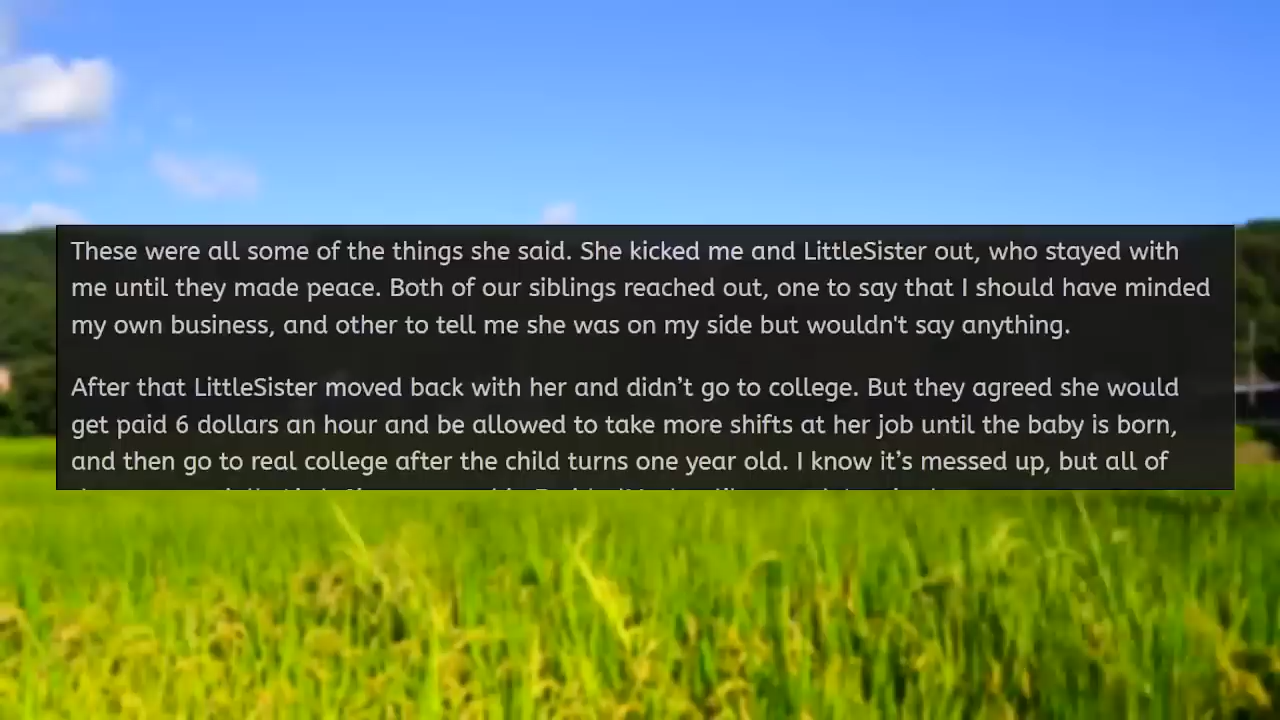 These were all some of the things she said. She kicked me and LittleSister out, who stayed with
me until they made peace. Both of our siblings reached out, one to say that I should have minded
my own business, and other to tell me she was on my side but wouldn't say anything.
After that LittleSister moved back with her and didn’t go to college. But they agreed she would
get paid 6 dollars an hour and be allowed to take more shifts at her job until the baby is born,
and then go to real college after the child turns one year old. I know it’s messed up, but all of